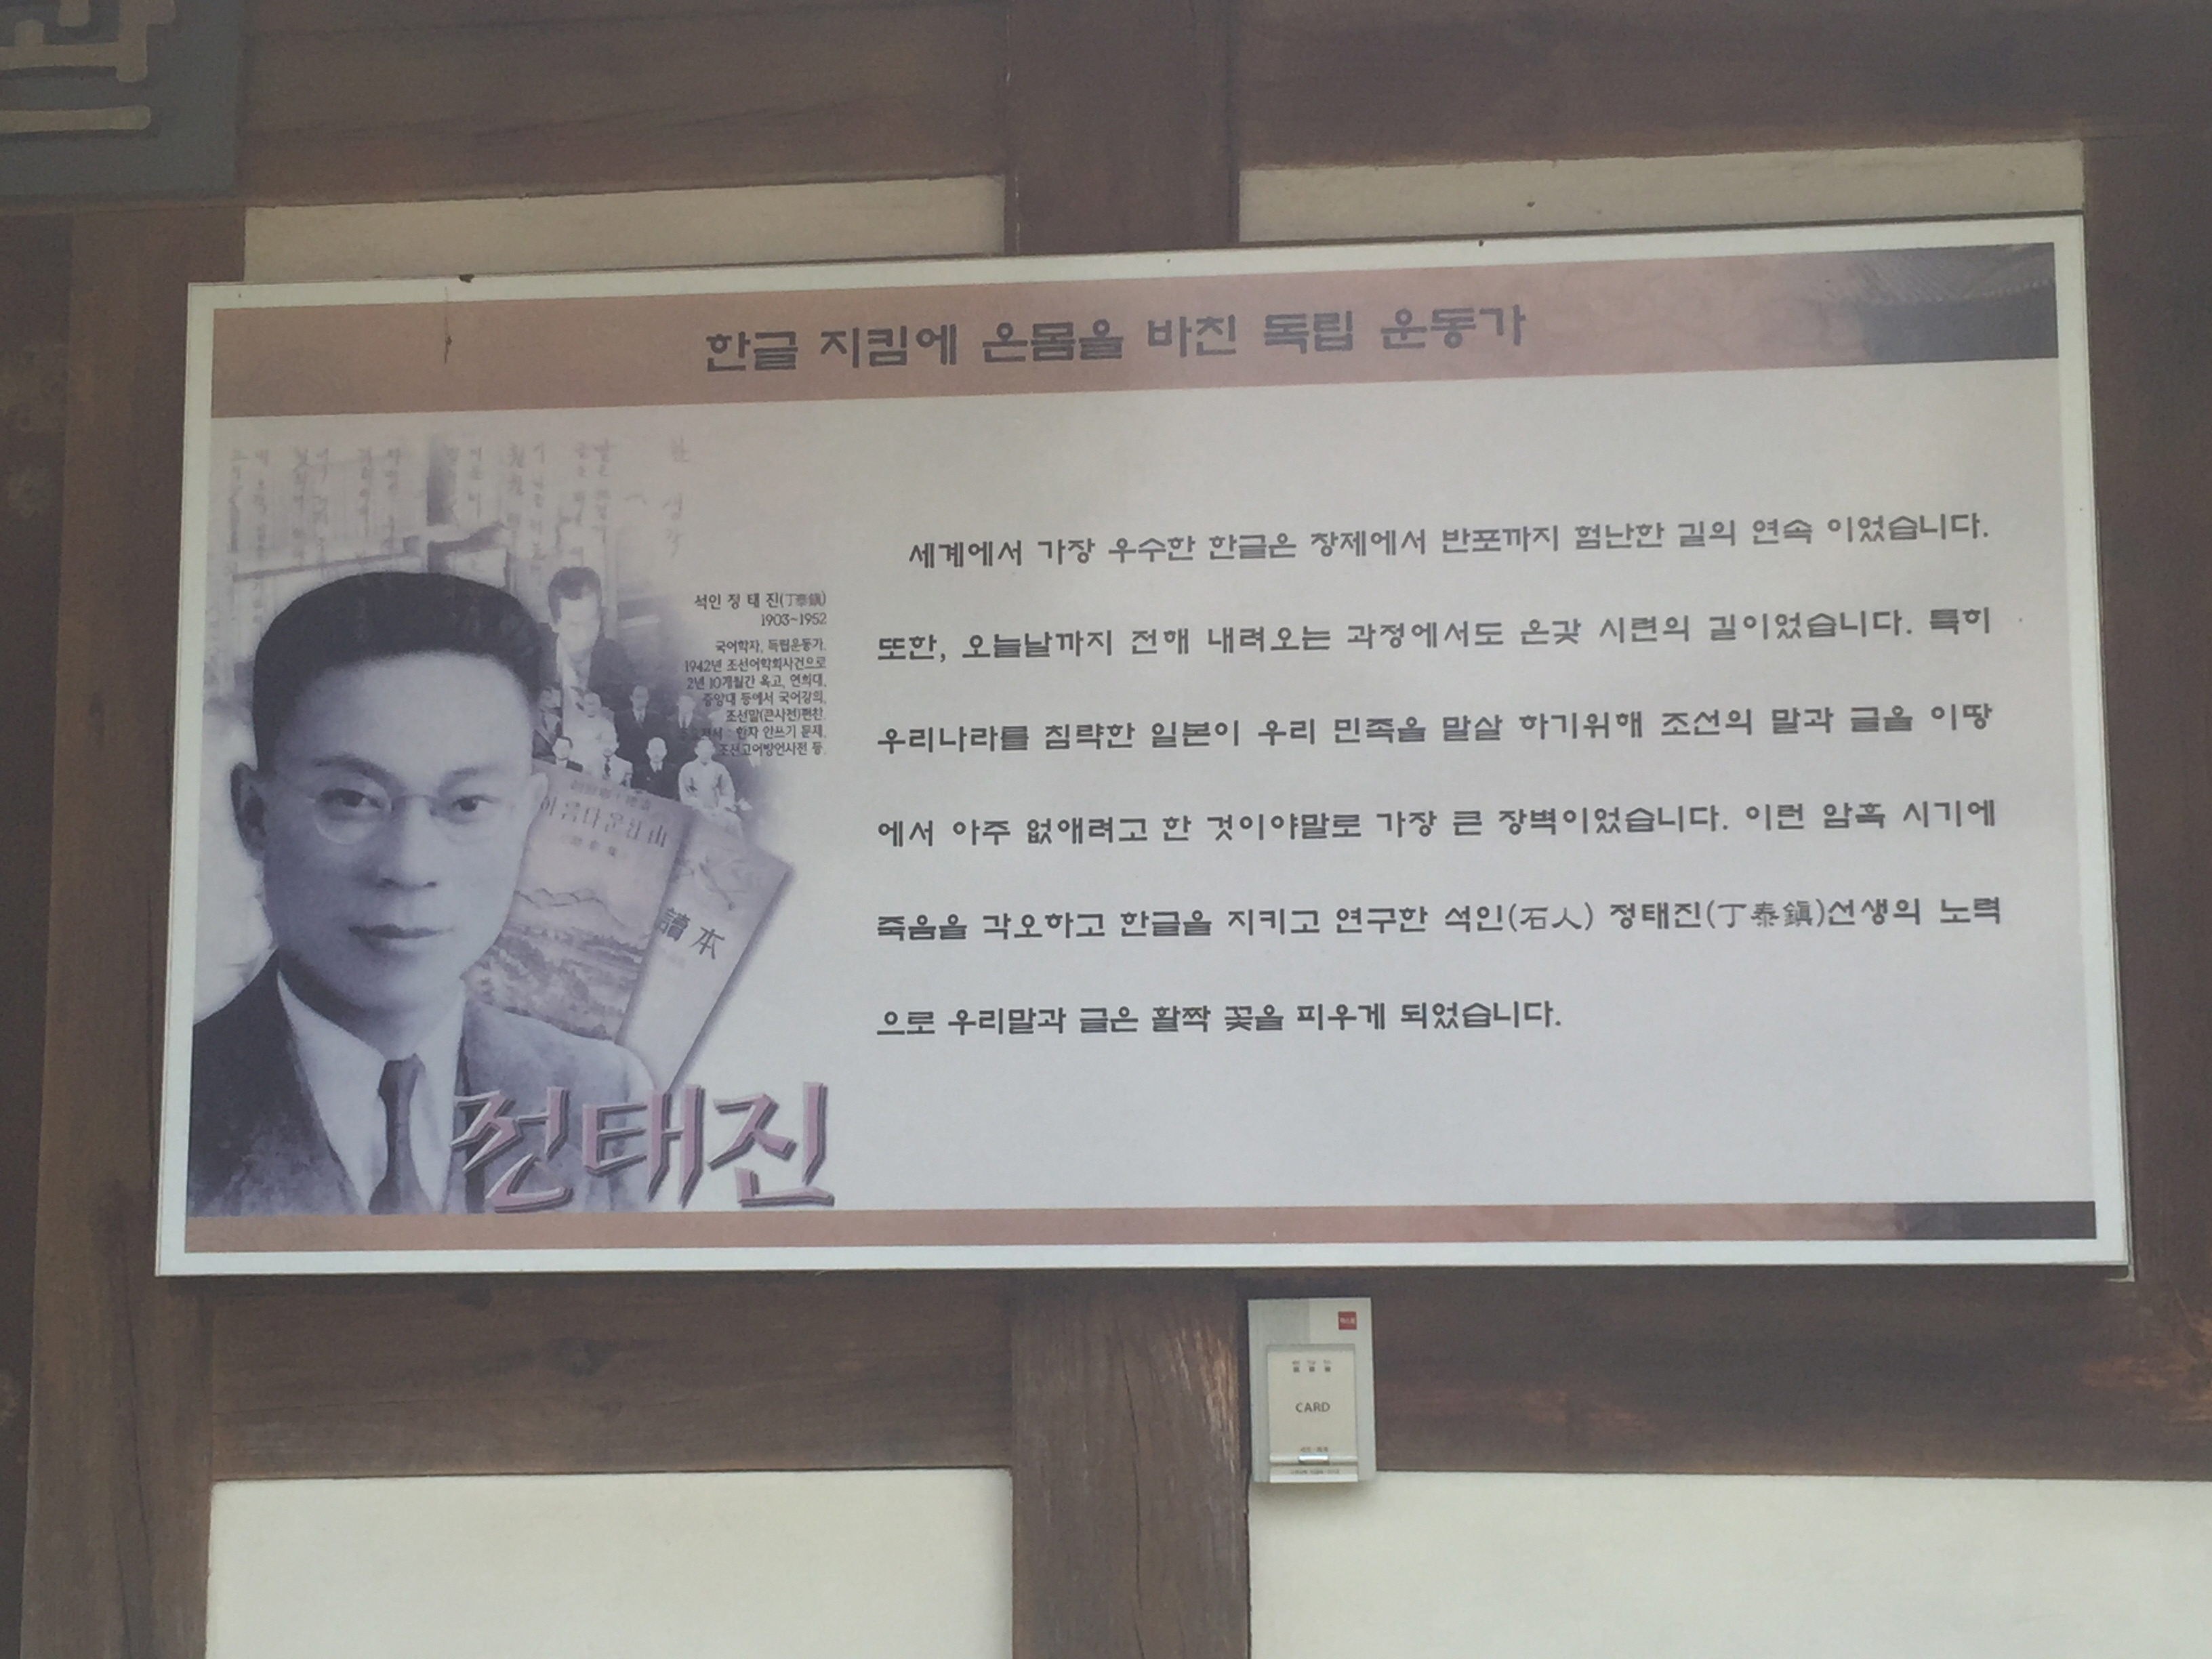 한글 지킴에 온몸을 바친 독립 운동가
석인 정 태 진(丁泰鎭)
1903~1952
국어학자, 독립운동가.
1942년 조선어학회사건으로
2년 10개월간 옥고, 연희대,
중앙대 등에서 국어강의,
조선말(큰사전)편찬.
한자 안쓰기 문제,
조선고어방언사전 등.
讀本
정태진
세계에서 가장 우수한 한글은 창제에서 반포까지 험난한 길의 연속 이었습니다.
또한, 오늘날까지 전해 내려오는 과정에서도 온갖 시련의 길이었습니다. 특히
우리나라를 침략한 일본이 우리 민족을 말살 하기위해 조선의 말과 글을 이땅
에서 아주 없애려고 한 것이야말로 가장 큰 장벽이었습니다. 이런 암흑 시기에
죽음을 각오하고 한글을 지키고 연구한 석인(石人) 정태진(丁泰鎭)선생의 노력
으로 우리말과 글은 활짝 꽃을 피우게 되었습니다.
CARD